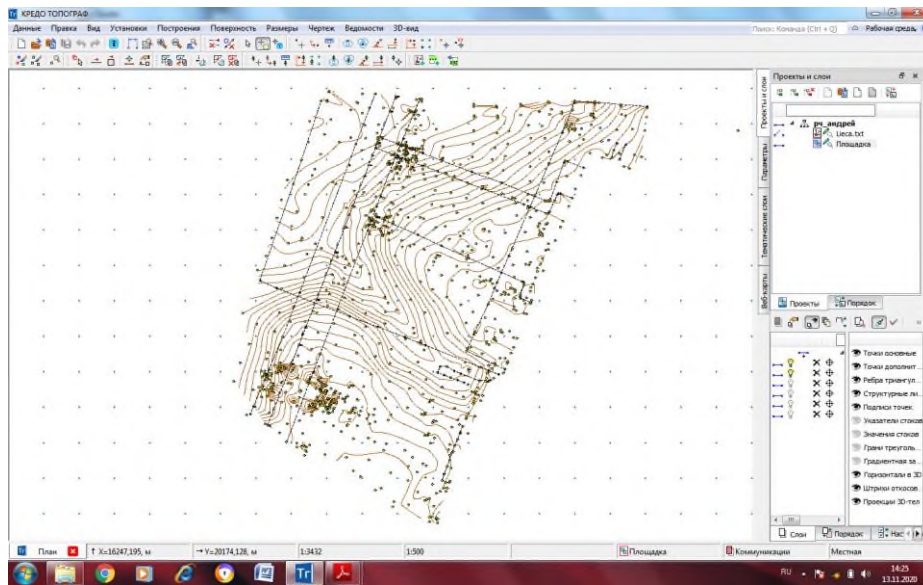 КРЕДО ТОПОГРАФ
Данные Правка Вид Установки Построения Поверхность Размеры Чертеж Ведомости 3D-вид
Поиск: Команда (Ctrl + Q) Рабочая среда,
Проекты и слои
рч_андрей
Leica.txt
Площадка
Проекты и слои
Параметры
Тематические слои
Веб-карты
Проекты Порядок
Точки основные
Точки дополнит...
Ребра триангул...
Структурные ли...
Подписи точек
Указатели стоков
Значения стоков
Грани треуголь...
Градиентная за...
Горизонтали в 3D
Штрихи откосов
Проекции 3D-тел
Слои Порядок Нас
План X=16247,195, м Y=20174,128, м 1:3432 1:500 Площадка Коммуникации Местная
Tr RU 14:25
13.11.2020